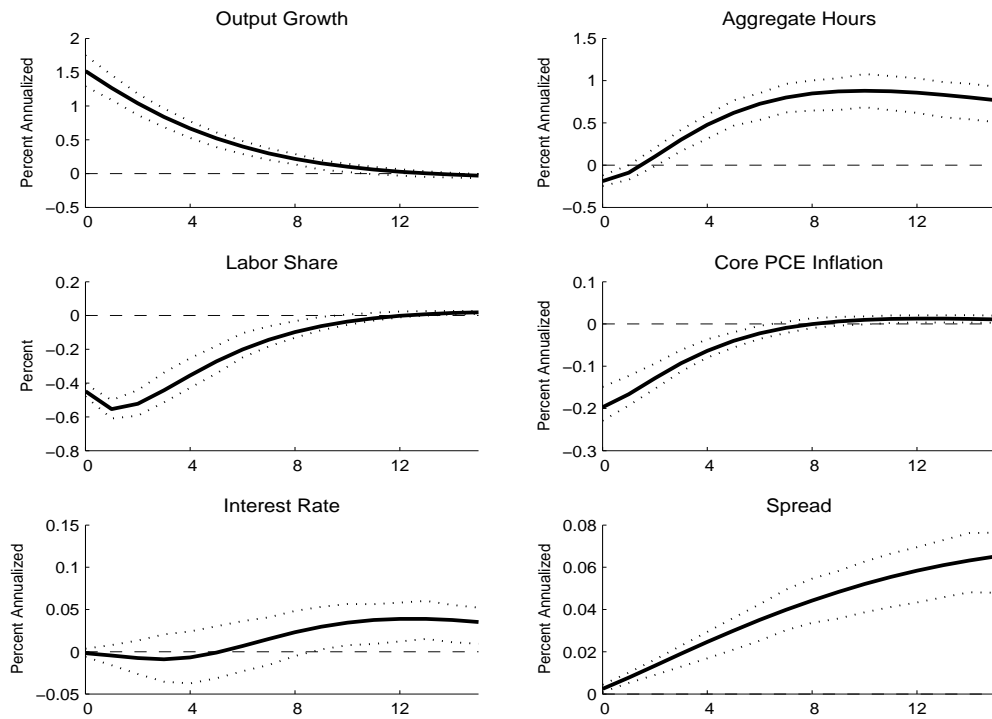 Output Growth
Percent Annualized
2
1.5
1
0.5
0
−0.5
0 4 8 12
Aggregate Hours
Percent Annualized
1.5
1
0.5
0
−0.5
0 4 8 12
Labor Share
Percent
0.2
0
−0.2
−0.4
−0.6
−0.8
0 4 8 12
Core PCE Inflation
Percent Annualized
0.1
0
−0.1
−0.2
−0.3
0 4 8 12
Interest Rate
Percent Annualized
0.15
0.1
0.05
0
−0.05
0 4 8 12
Spread
Percent Annualized
0.08
0.06
0.04
0.02
0
0 4 8 12